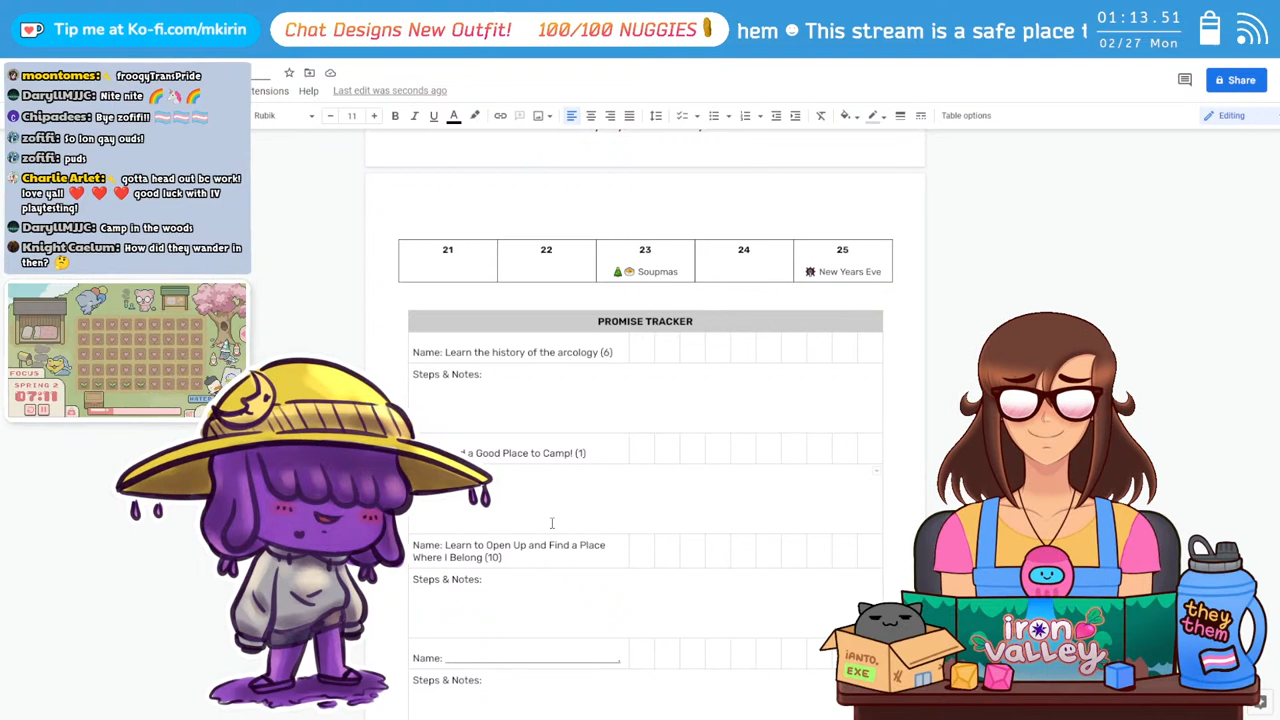 Tip me at Ko-fi.com/mkirin
Chat Designs New Outfit! 100/100 NUGGIES
hem ☻ This stream is a safe place t
01:13.51
02/27 Mon
moontomes: froogyTransPride
DaryllMJJC: Nite nite 🌈 🦄 🌈
Chipadees: Bye zofifi!!
zofifi: So lon gay ouds!
zofifi: puds
Charlie Arlet: gotta head out bc work!
love yall ❤️ ❤️ ❤️ good luck with IV
playtesting!
DaryllMJJC: Camp in the woods
Knight Caelum: How did they wander in
then? 🤔
FOCUS
SPRING 2
07:11
tensions Help Last edit was seconds ago
Share
Rubik 11 B I U A Table options Editing
21 22 23 24 25
🎄 Soupmas New Years Eve
PROMISE TRACKER
Name: Learn the history of the arcology (6)
Steps & Notes:
d a Good Place to Camp! (1)
Name: Learn to Open Up and Find a Place
Where I Belong (10)
Steps & Notes:
Name: ______________________________.
Steps & Notes:
iANTO.
EXE
iron
valley
they
them